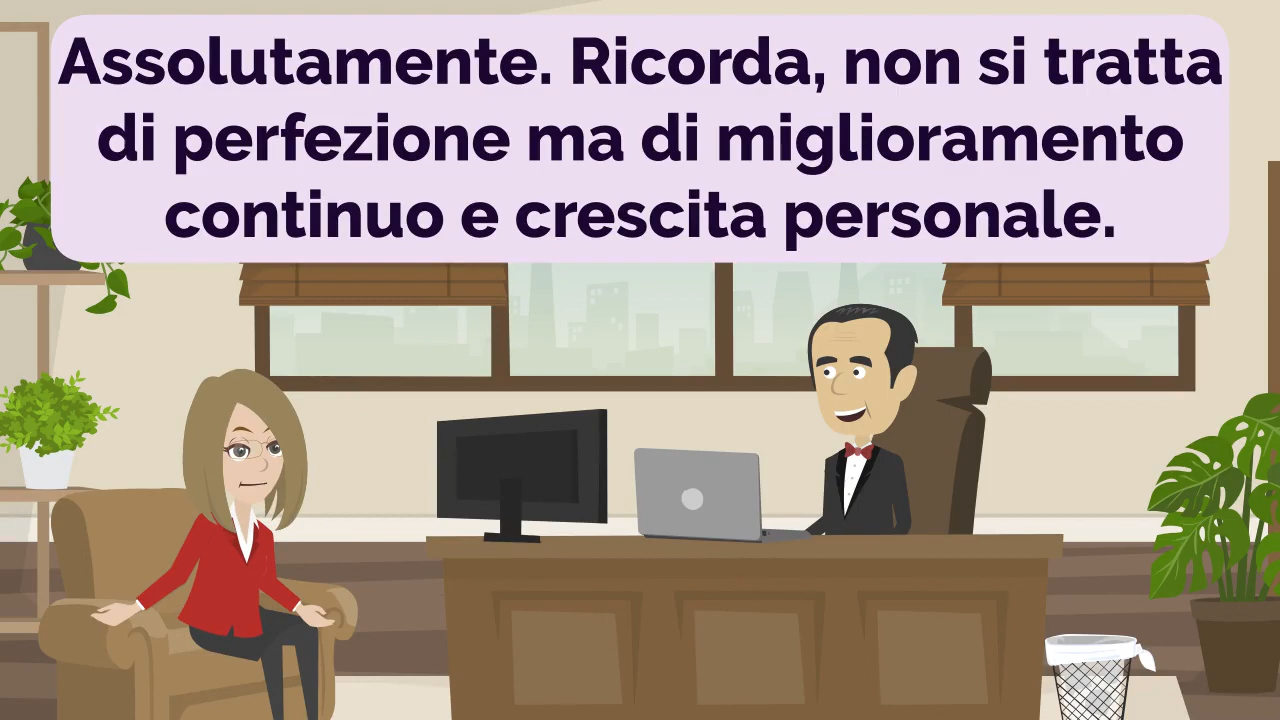 Assolutamente. Ricorda, non si tratta
di perfezione ma di miglioramento
continuo e crescita personale.